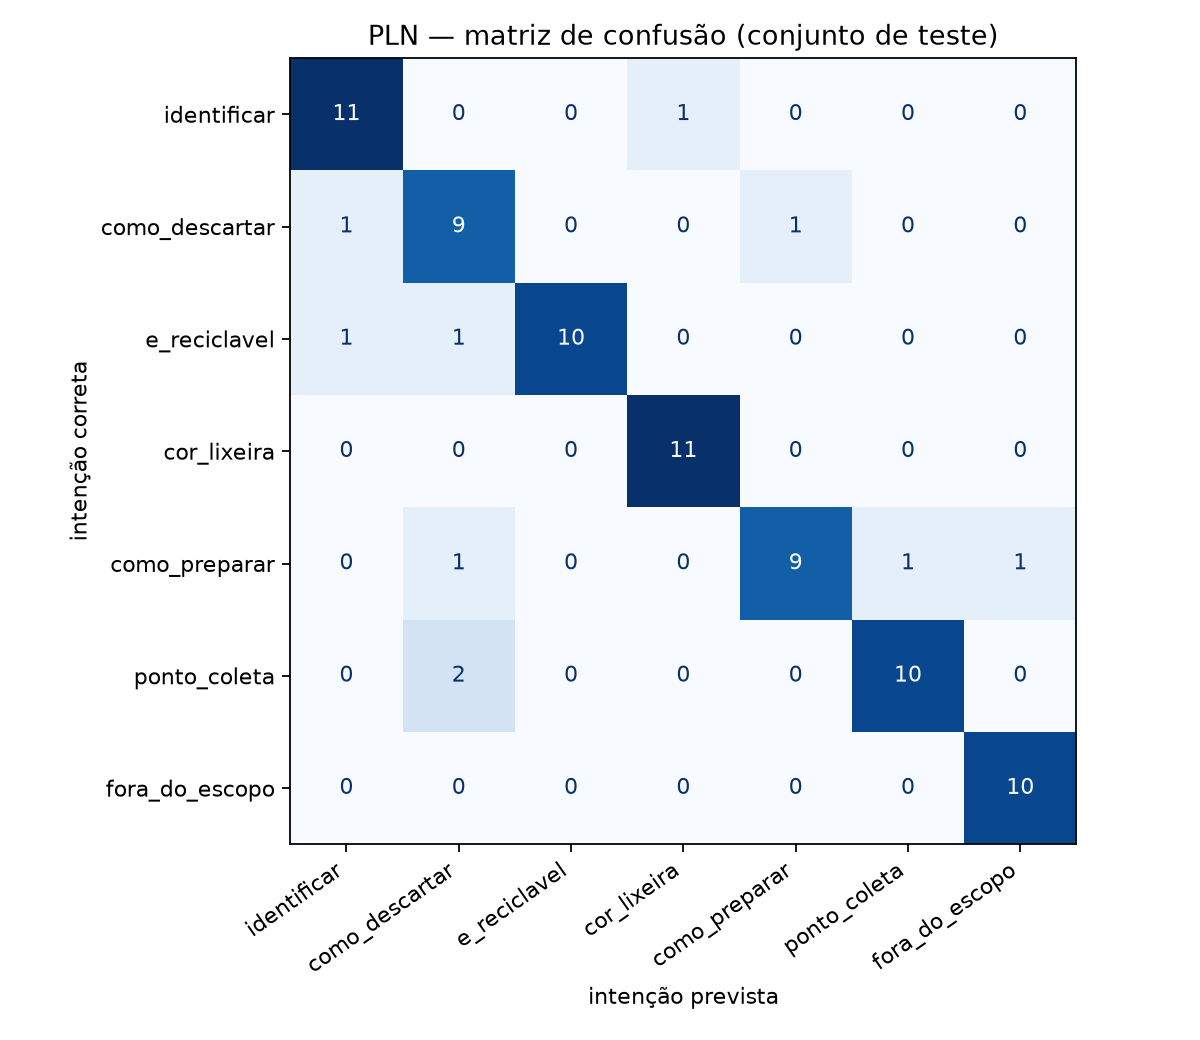 PLN — matriz de confusão (conjunto de teste)
identificar 11 0 0 1 0 0 0
como_descartar 1 9 0 0 1 0 0
e_reciclavel 1 1 10 0 0 0 0
cor_lixeira 0 0 0 11 0 0 0
como_preparar 0 1 0 0 9 1 1
ponto_coleta 0 2 0 0 0 10 0
fora_do_escopo 0 0 0 0 0 0 10
intenção correta
identificar como_descartar e_reciclavel cor_lixeira como_preparar ponto_coleta fora_do_escopo
intenção prevista